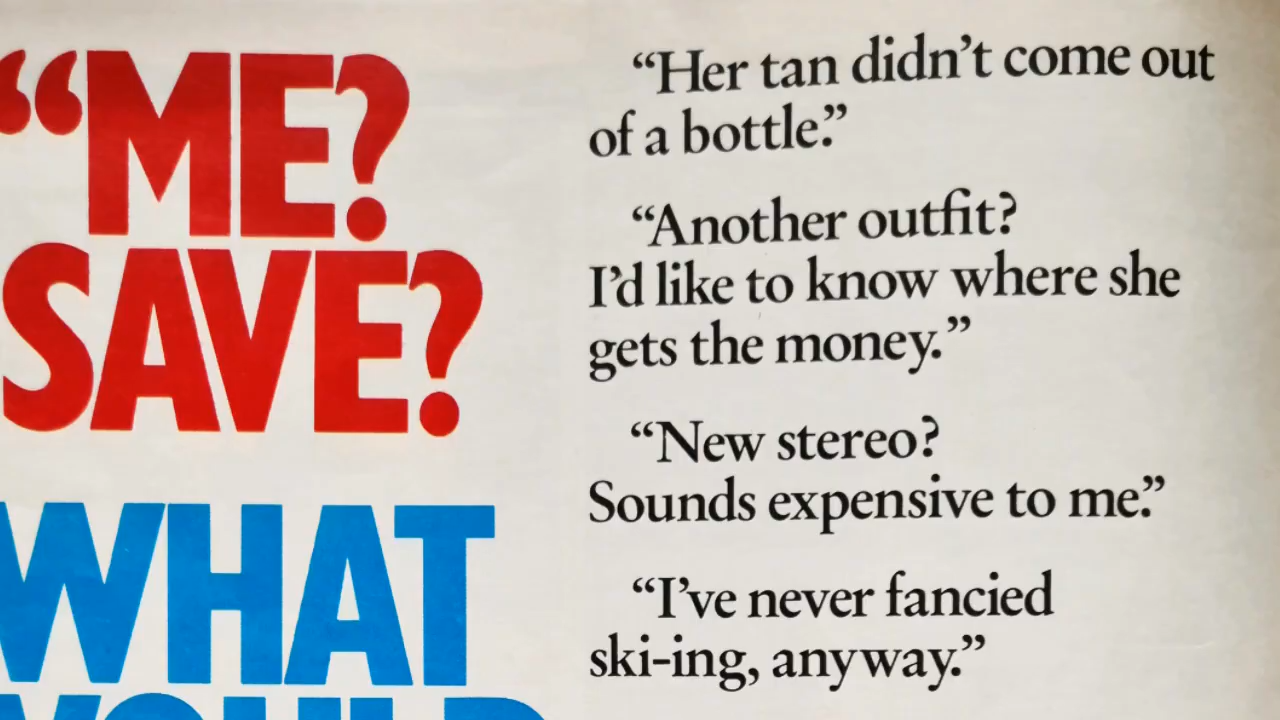 “ME?
SAVE?
WHAT
WOULD
“Her tan didn’t come out
of a bottle.”
“Another outfit?
I’d like to know where she
gets the money.”
“New stereo?
Sounds expensive to me.”
“I’ve never fancied
ski-ing, anyway.”